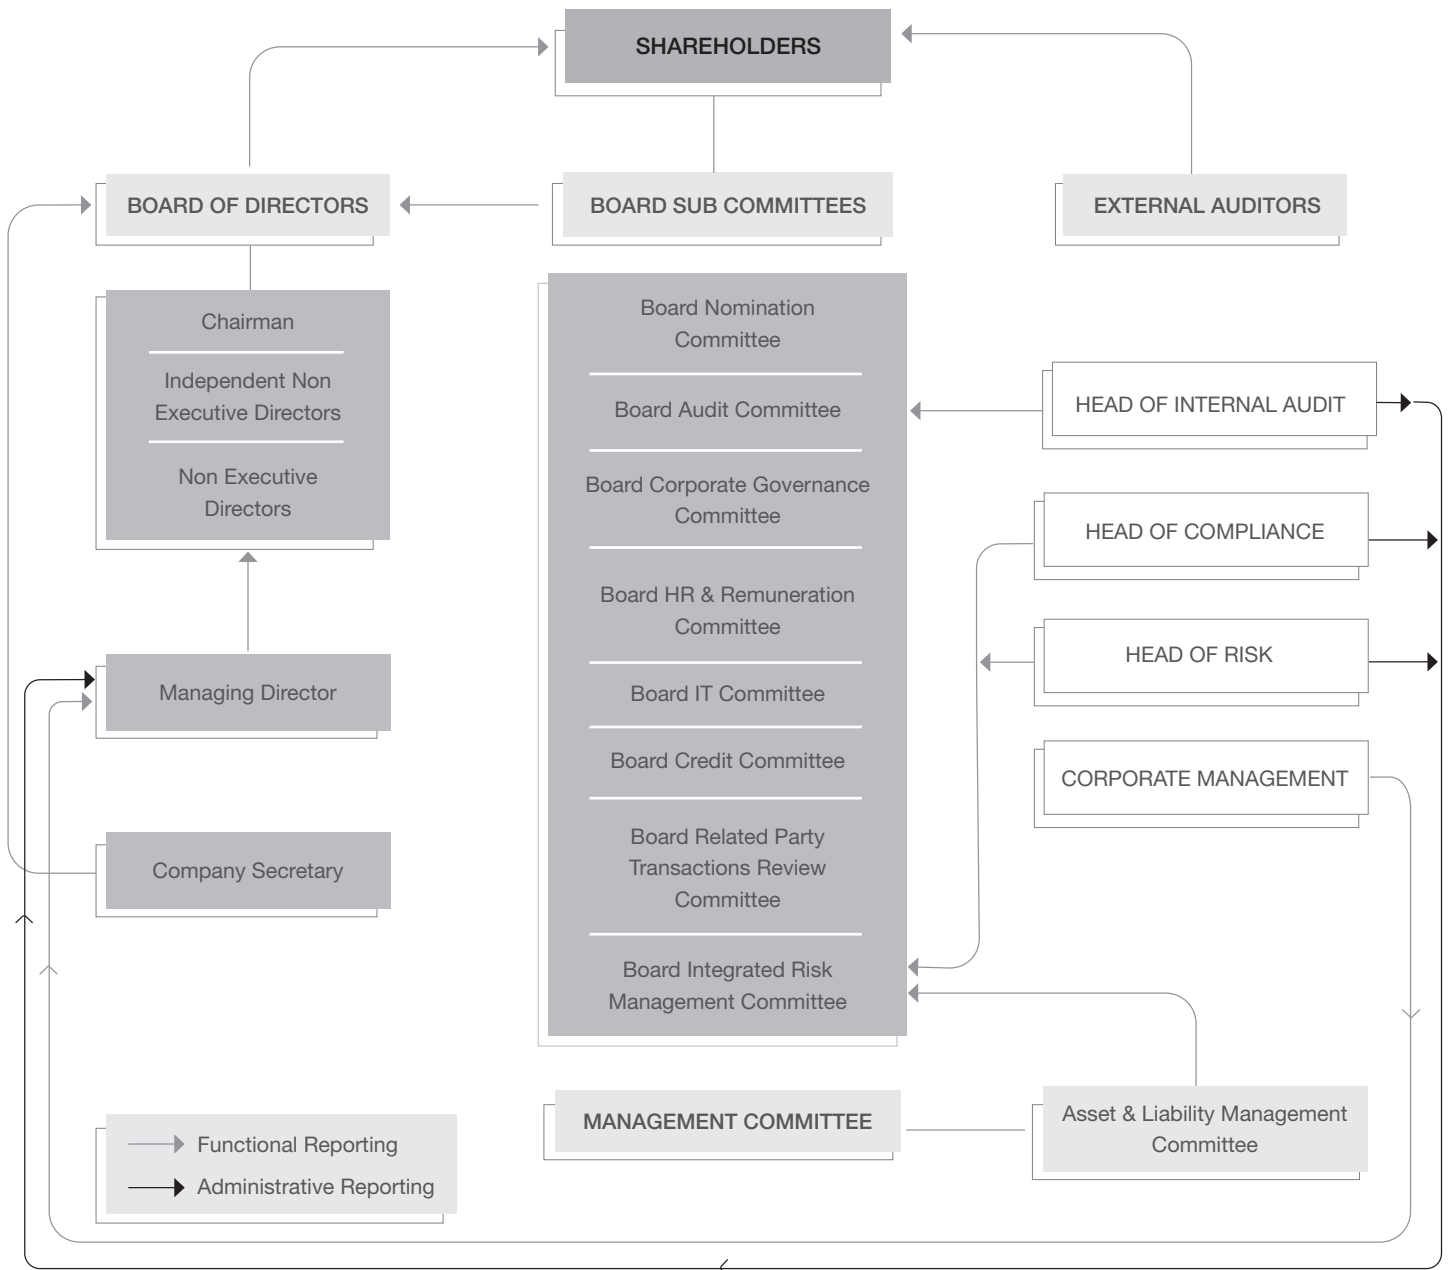 SHAREHOLDERS
BOARD OF DIRECTORS
BOARD SUB COMMITTEES
EXTERNAL AUDITORS
Chairman
Independent Non
Executive Directors
Non Executive
Directors
Managing Director
Company Secretary
Board Nomination
Committee
Board Audit Committee
Board Corporate Governance
Committee
Board HR & Remuneration
Committee
Board IT Committee
Board Credit Committee
Board Related Party
Transactions Review
Committee
Board Integrated Risk
Management Committee
HEAD OF INTERNAL AUDIT
HEAD OF COMPLIANCE
HEAD OF RISK
CORPORATE MANAGEMENT
MANAGEMENT COMMITTEE
Asset & Liability Management
Committee
Functional Reporting
Administrative Reporting